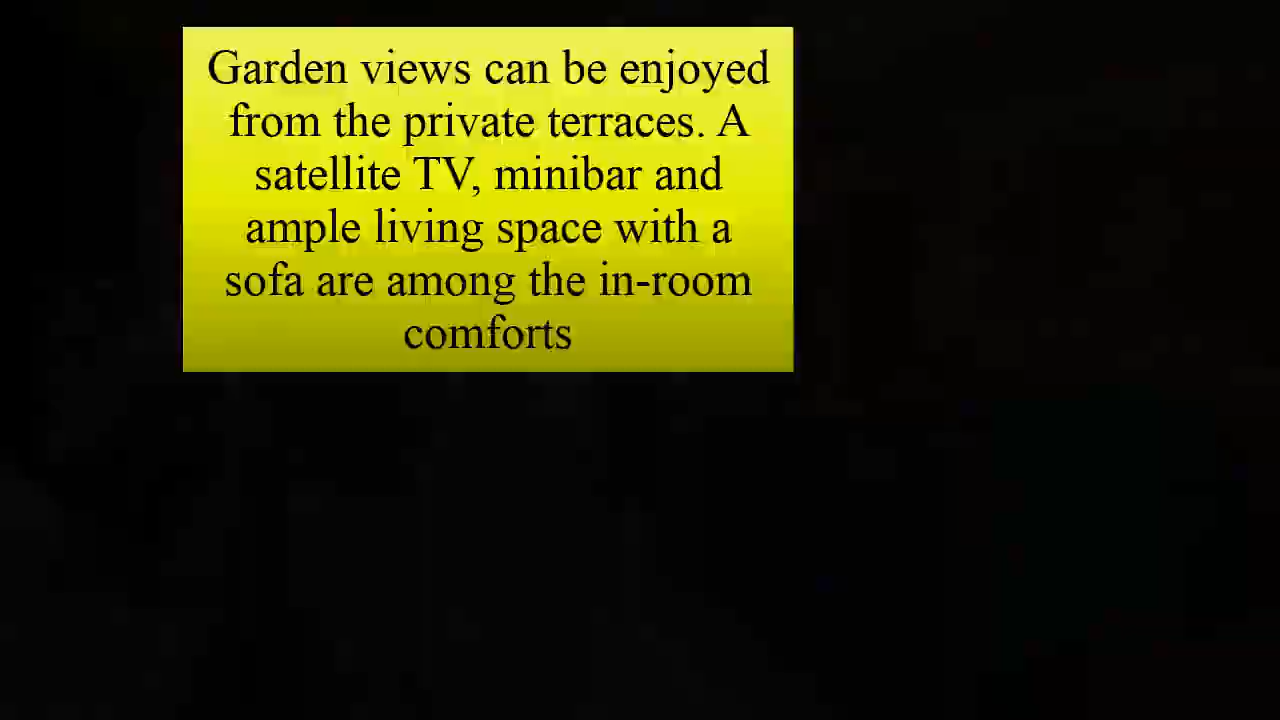 Garden views can be enjoyed
from the private terraces. A
satellite TV, minibar and
ample living space with a
sofa are among the in-room
comforts